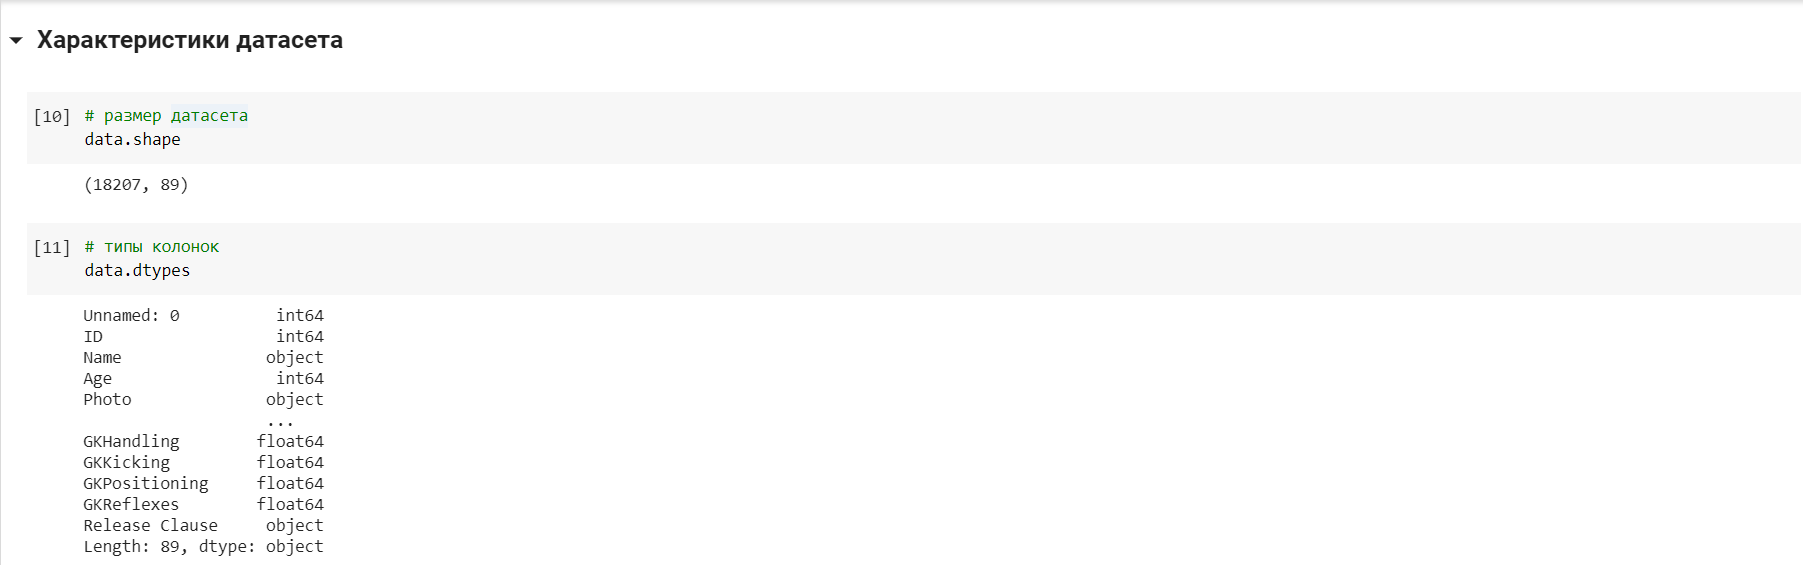 Характеристики датасета
[10] # размер датасета
data.shape
(18207, 89)
[11] # типы колонок
data.dtypes
Unnamed: 0          int64
ID                  int64
Name               object
Age                 int64
Photo              object
                   ...
GKHandling        float64
GKKicking         float64
GKPositioning     float64
GKReflexes        float64
Release Clause     object
Length: 89, dtype: object